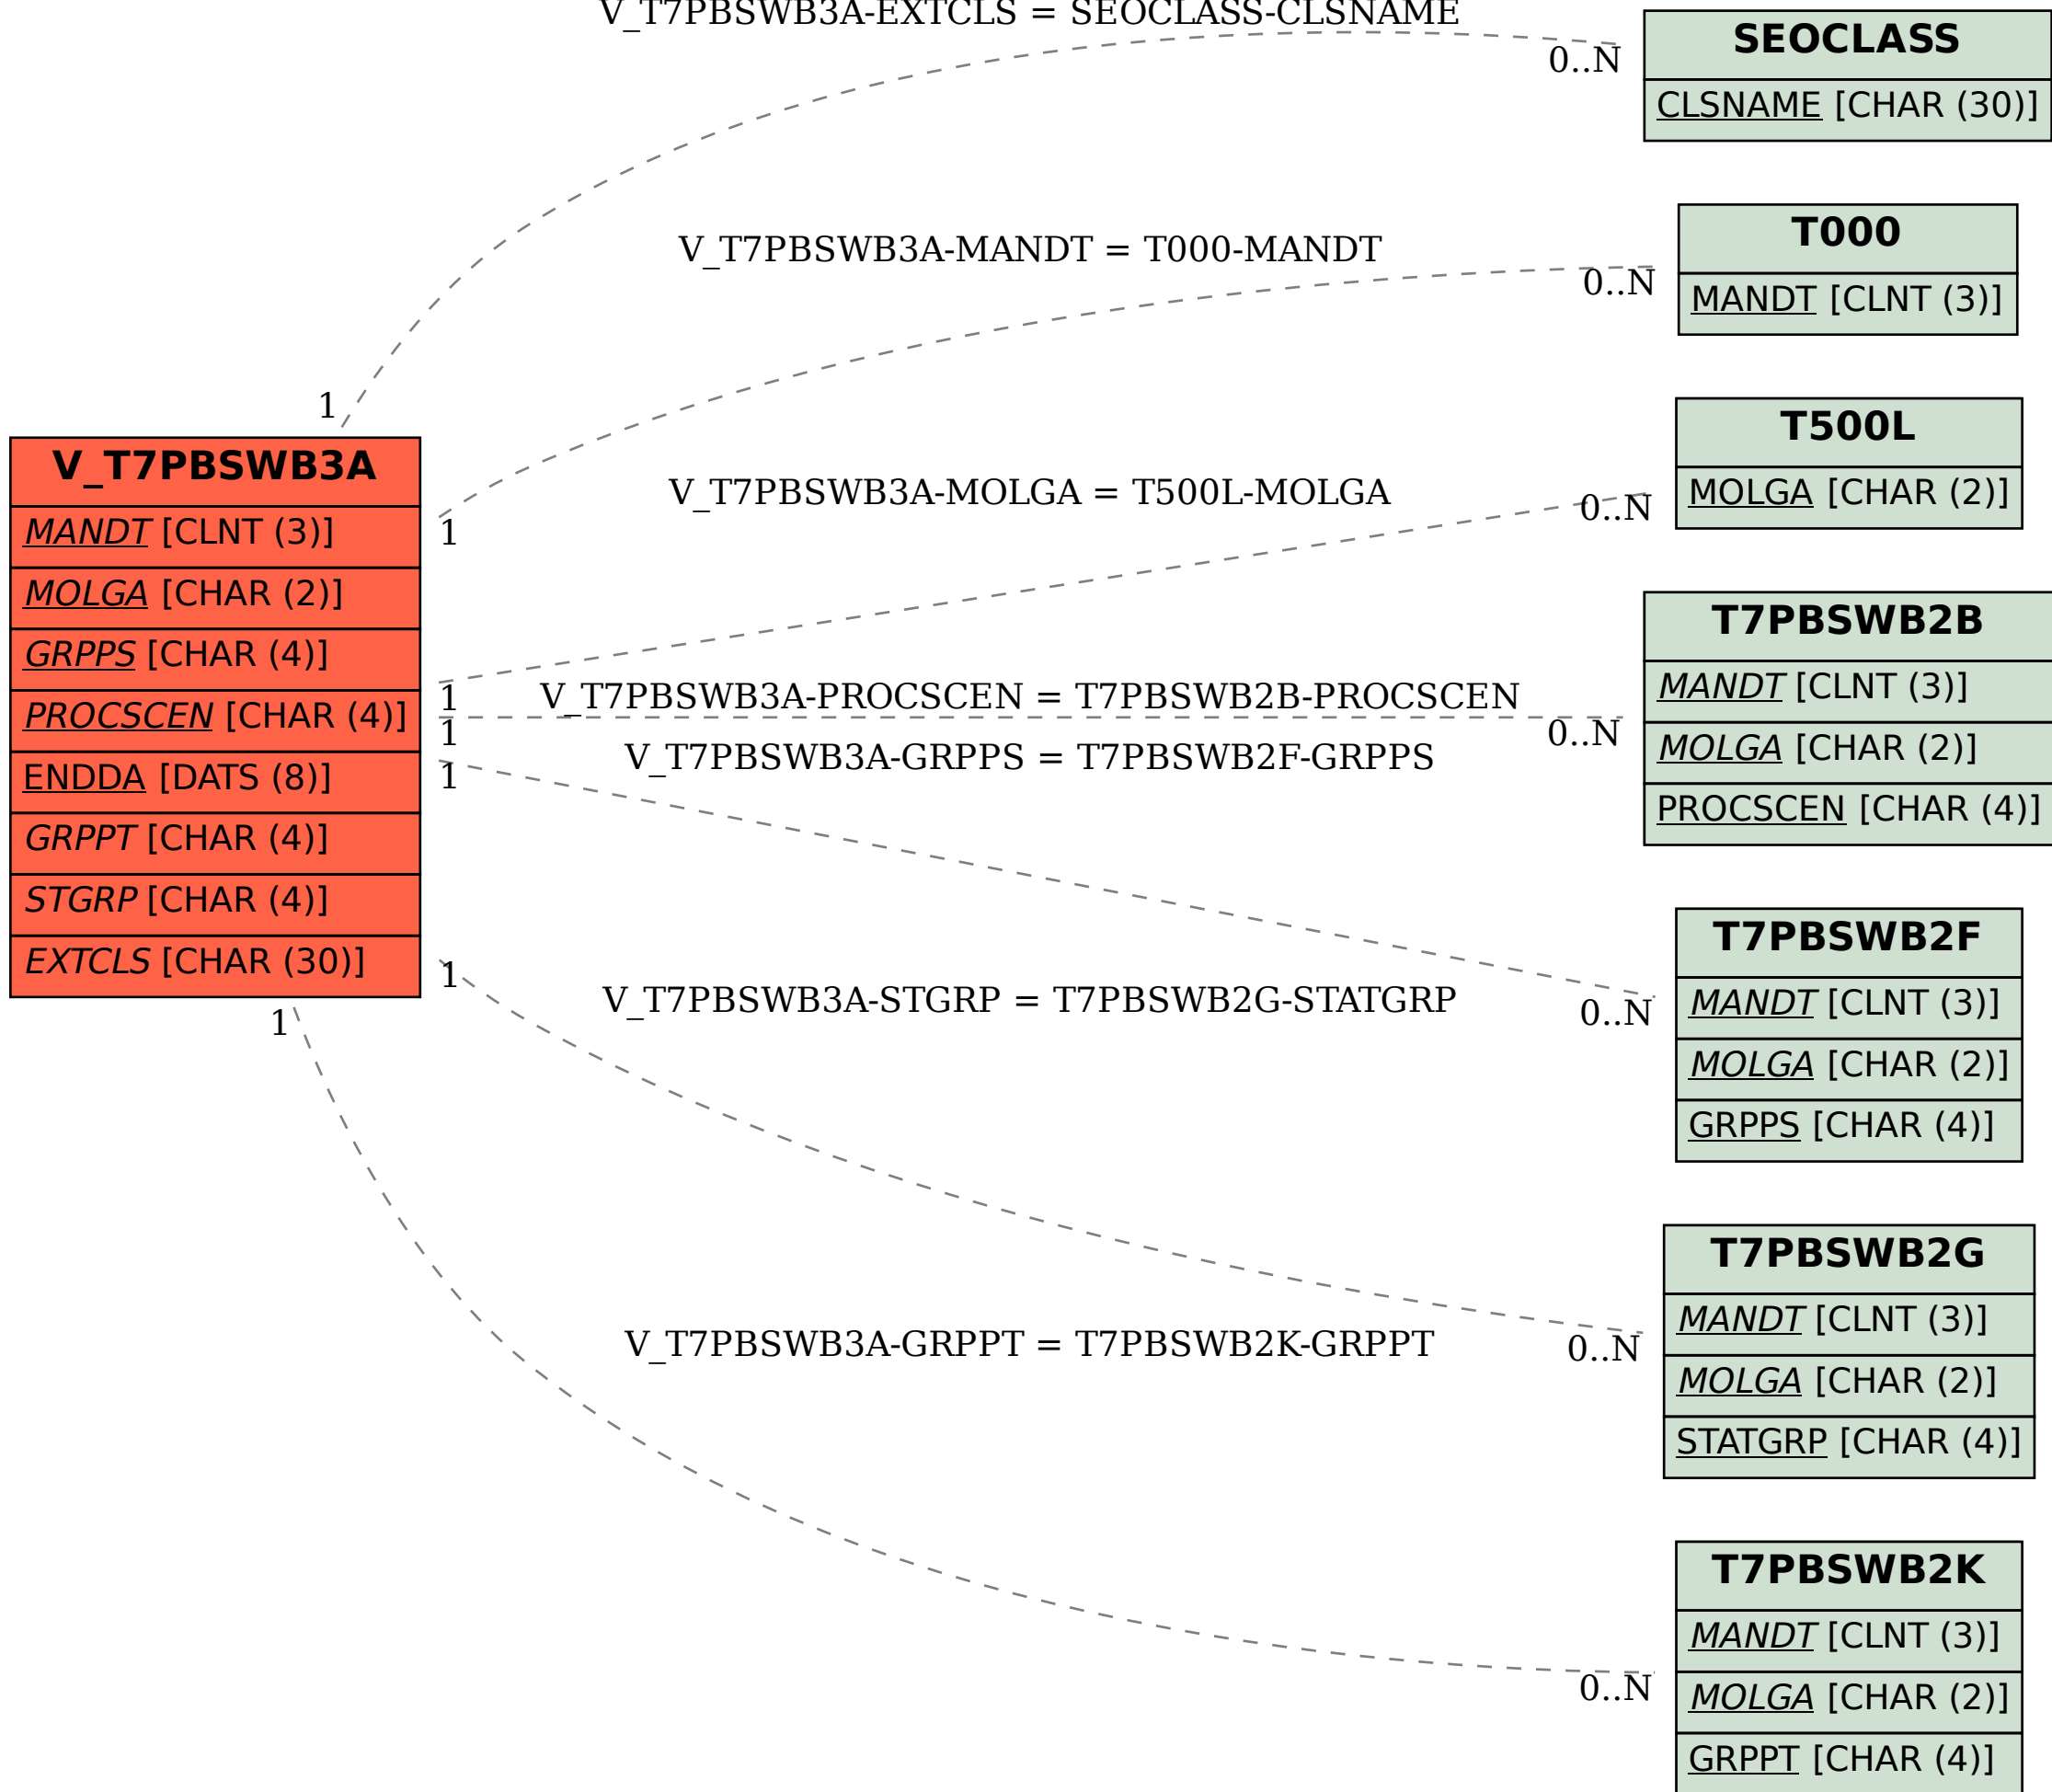 V_T7PBSWB3A-EXTCLS = SEOCLASS-CLSNAME
0..N
1
SEOCLASS
CLSNAME [CHAR (30)]
V_T7PBSWB3A-MANDT = T000-MANDT
0..N
1
T000
MANDT [CLNT (3)]
V_T7PBSWB3A-MOLGA = T500L-MOLGA
0..N
1
T500L
MOLGA [CHAR (2)]
V_T7PBSWB3A
MANDT [CLNT (3)]
MOLGA [CHAR (2)]
GRPPS [CHAR (4)]
PROCSCEN [CHAR (4)]
ENDDA [DATS (8)]
GRPPT [CHAR (4)]
STGRP [CHAR (4)]
EXTCLS [CHAR (30)]
V_T7PBSWB3A-PROCSCEN = T7PBSWB2B-PROCSCEN
0..N
1
T7PBSWB2B
MANDT [CLNT (3)]
MOLGA [CHAR (2)]
PROCSCEN [CHAR (4)]
V_T7PBSWB3A-GRPPS = T7PBSWB2F-GRPPS
0..N
1
T7PBSWB2F
MANDT [CLNT (3)]
MOLGA [CHAR (2)]
GRPPS [CHAR (4)]
V_T7PBSWB3A-STGRP = T7PBSWB2G-STATGRP
0..N
1
T7PBSWB2G
MANDT [CLNT (3)]
MOLGA [CHAR (2)]
STATGRP [CHAR (4)]
V_T7PBSWB3A-GRPPT = T7PBSWB2K-GRPPT
0..N
1
T7PBSWB2K
MANDT [CLNT (3)]
MOLGA [CHAR (2)]
GRPPT [CHAR (4)]